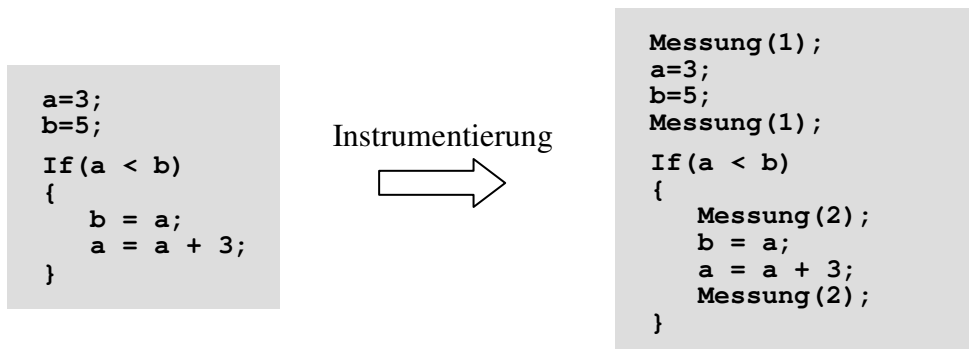 a=3;
b=5;
If(a < b)
{
b = a;
a = a + 3;
}
Instrumentierung
Messung(1);
a=3;
b=5;
Messung(1);
If(a < b)
{
Messung(2);
b = a;
a = a + 3;
Messung(2);
}